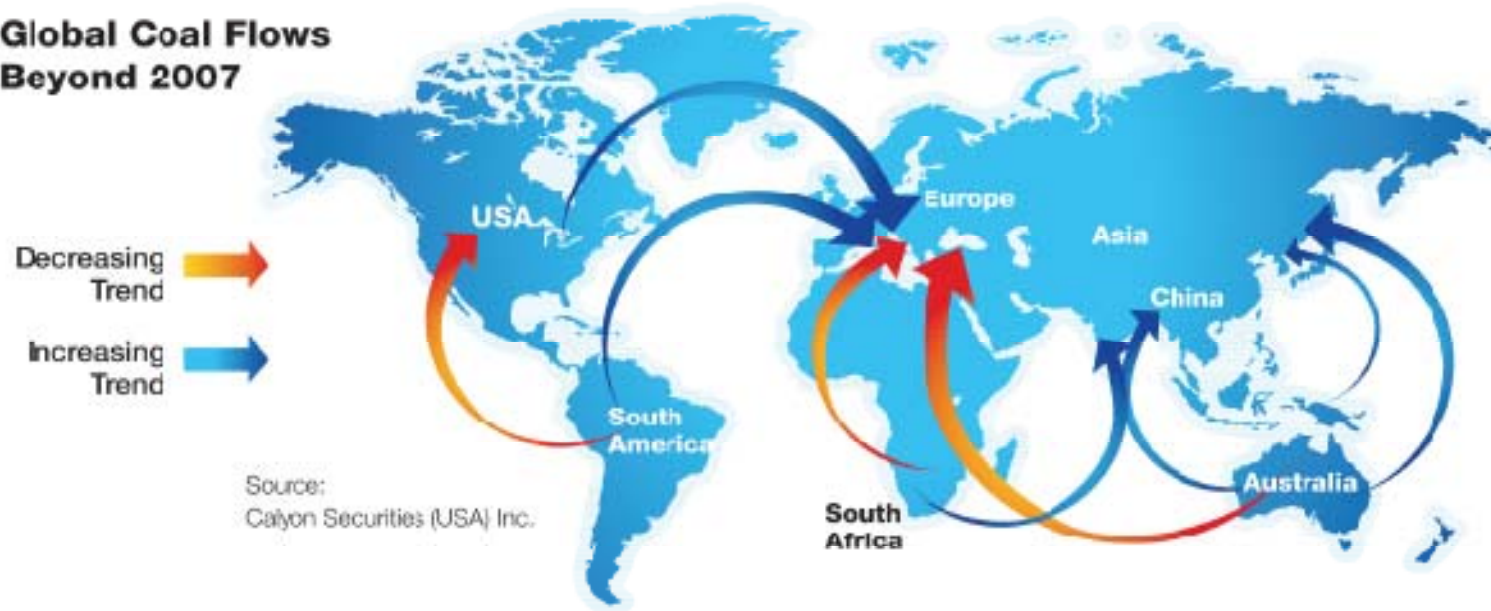 Global Coal Flows
Beyond 2007
USA
Europe
Asia
China
Decreasing
Trend
Increasing
Trend
South
America
Source:
Calyon Securities (USA) Inc.
South
Africa
Australia